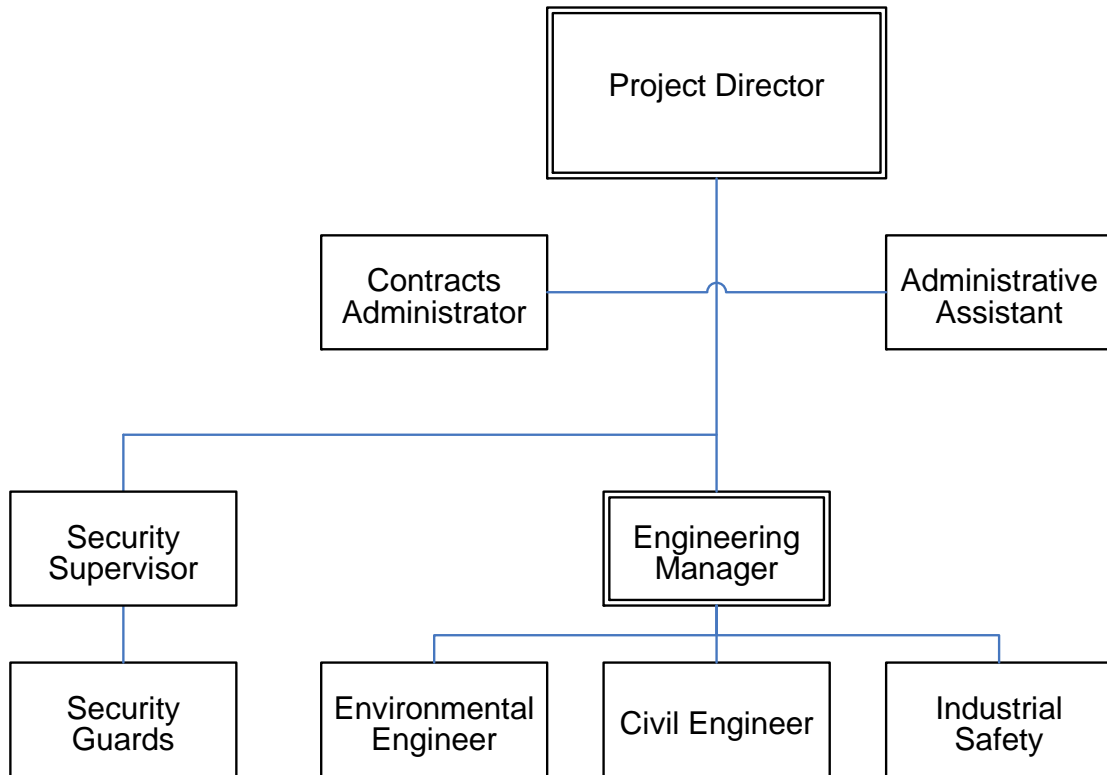 Project Director
Contracts
Administrator
Administrative
Assistant
Security
Supervisor
Engineering
Manager
Security
Guards
Environmental
Engineer
Civil Engineer
Industrial
Safety